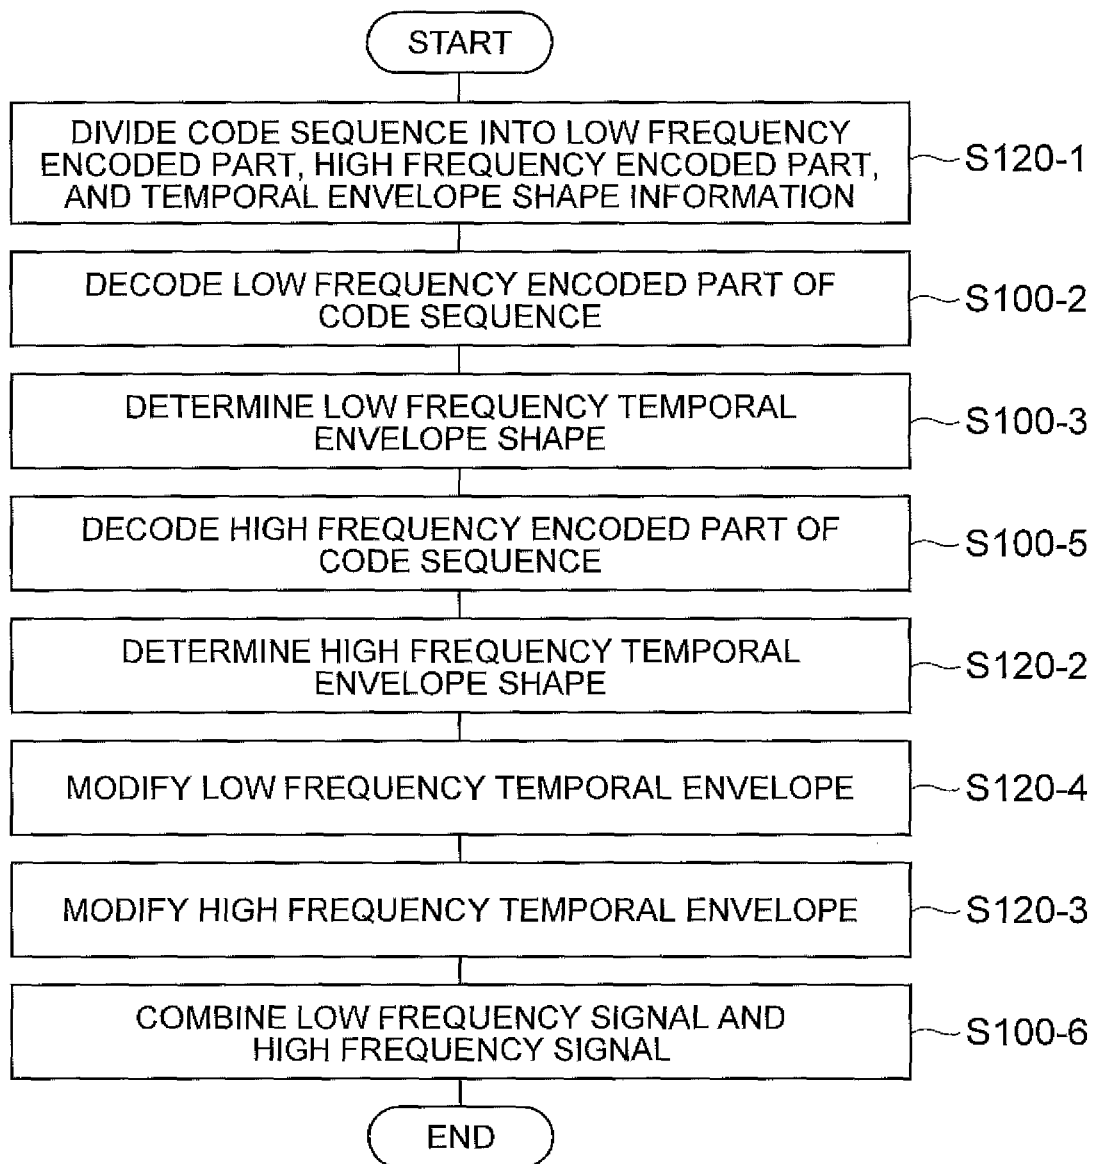 START
DIVIDE CODE SEQUENCE INTO LOW FREQUENCY
ENCODED PART, HIGH FREQUENCY ENCODED PART,
AND TEMPORAL ENVELOPE SHAPE INFORMATION
S120-1
DECODE LOW FREQUENCY ENCODED PART OF
CODE SEQUENCE
S100-2
DETERMINE LOW FREQUENCY TEMPORAL
ENVELOPE SHAPE
S100-3
DECODE HIGH FREQUENCY ENCODED PART OF
CODE SEQUENCE
S100-5
DETERMINE HIGH FREQUENCY TEMPORAL
ENVELOPE SHAPE
S120-2
MODIFY LOW FREQUENCY TEMPORAL ENVELOPE
S120-4
MODIFY HIGH FREQUENCY TEMPORAL ENVELOPE
S120-3
COMBINE LOW FREQUENCY SIGNAL AND
HIGH FREQUENCY SIGNAL
S100-6
END